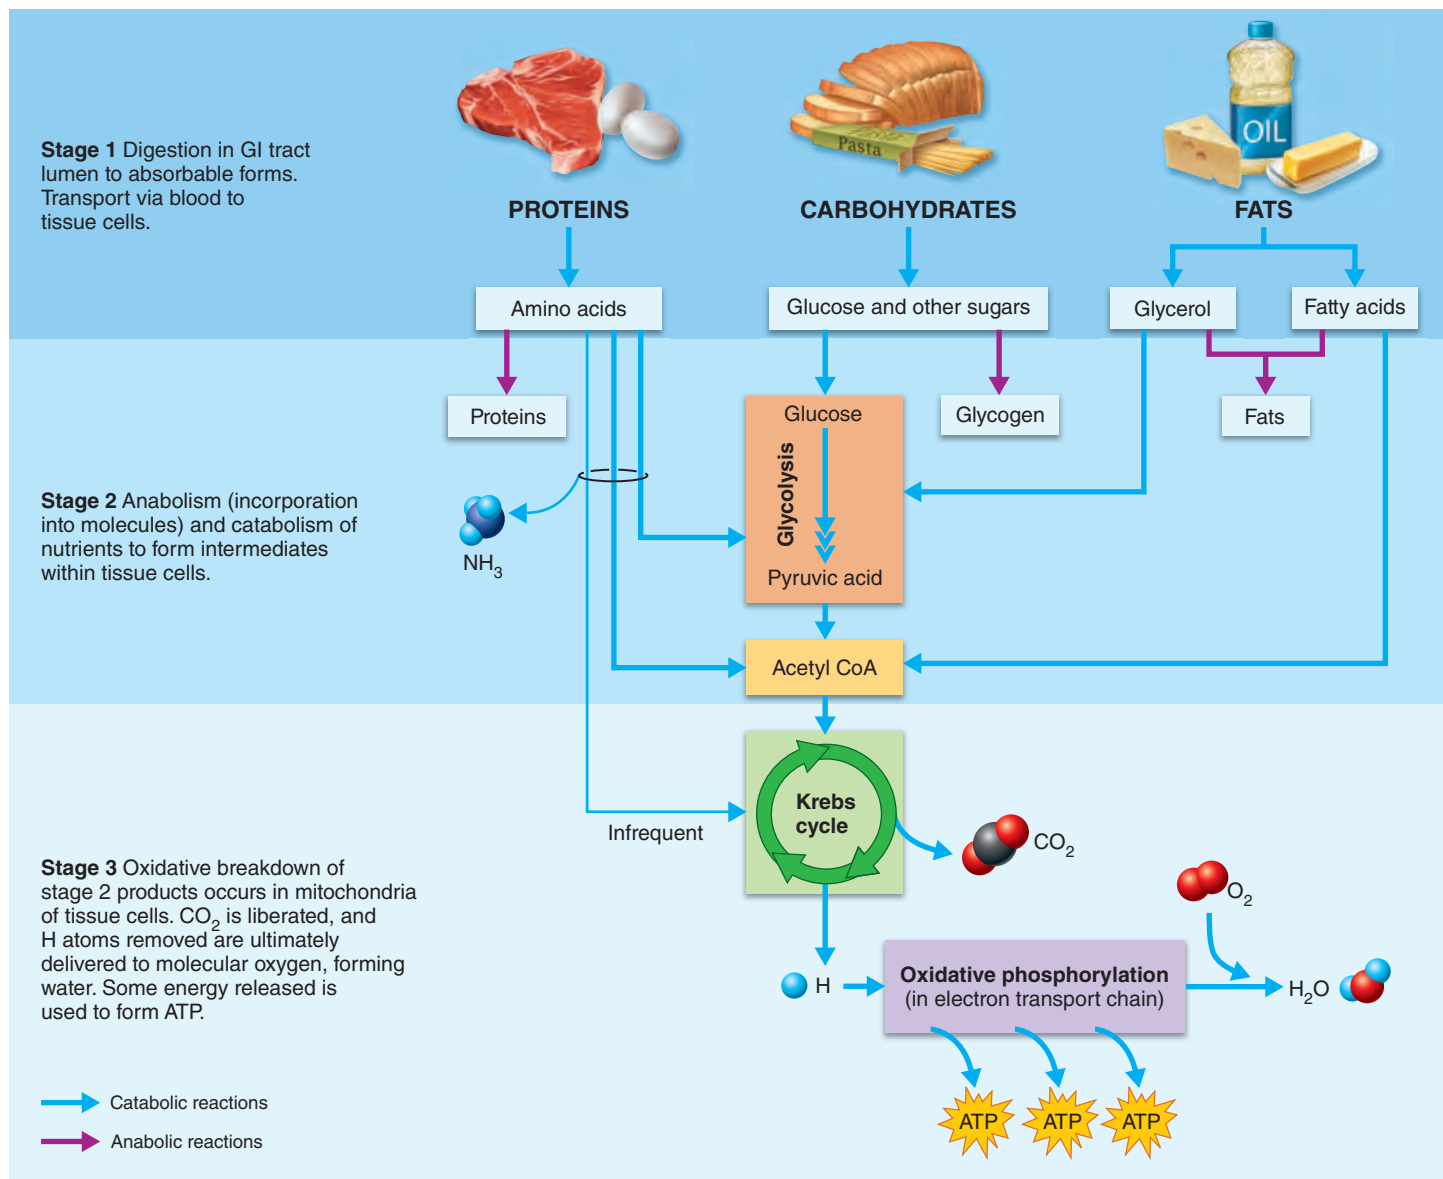 OIL
Pasta
PROTEINS
CARBOHYDRATES
FATS
Stage 1 Digestion in GI tract
lumen to absorbable forms.
Transport via blood to
tissue cells.
Amino acids
Glucose and other sugars
Glycerol
Fatty acids
Proteins
Glucose
Glycogen
Fats
Glycolysis
Stage 2 Anabolism (incorporation
into molecules) and catabolism of
nutrients to form intermediates
within tissue cells.
NH3
Pyruvic acid
Acetyl CoA
Krebs
cycle
Infrequent
CO2
Stage 3 Oxidative breakdown of
stage 2 products occurs in mitochondria
of tissue cells. CO2 is liberated, and
H atoms removed are ultimately
delivered to molecular oxygen, forming
water. Some energy released is
used to form ATP.
O2
H
Oxidative phosphorylation
(in electron transport chain)
H2O
ATP
ATP
ATP
Catabolic reactions
Anabolic reactions